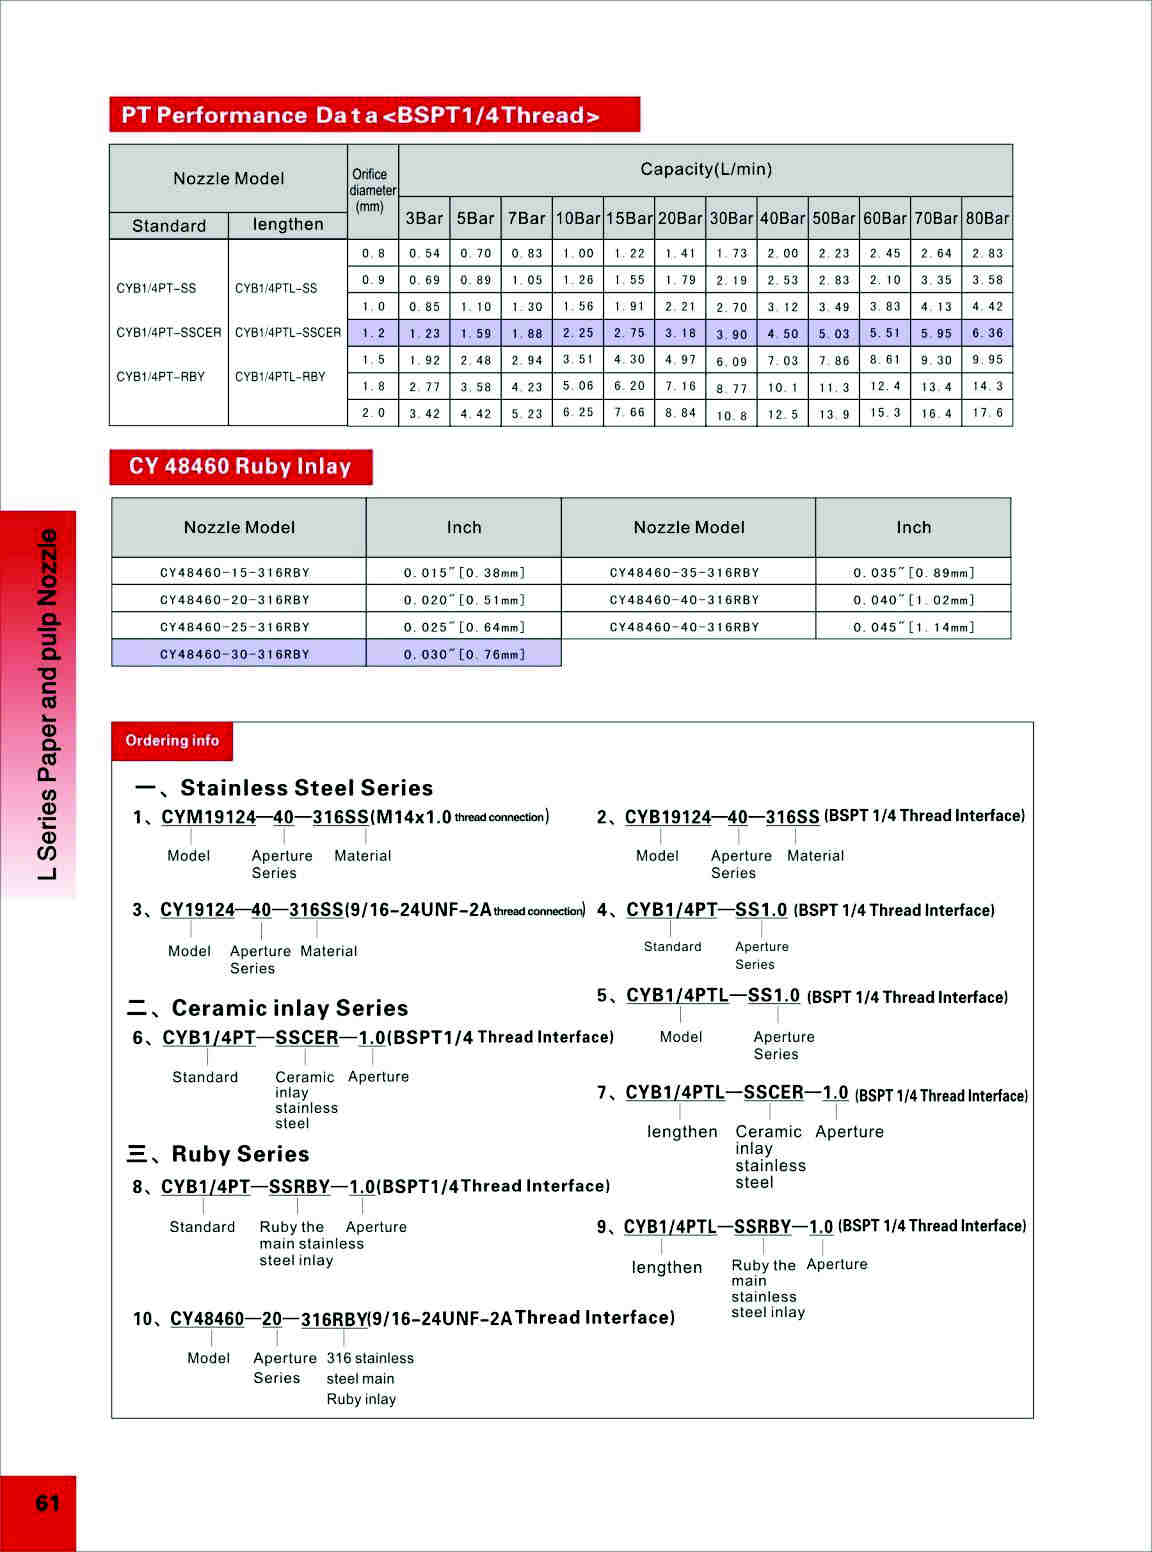 PT Performance Data<BSPT1/4Thread>
Nozzle Model Orifice diameter (mm) Capacity(L/min)
Standard lengthen 3Bar 5Bar 7Bar 10Bar 15Bar 20Bar 30Bar 40Bar 50Bar 60Bar 70Bar 80Bar
0.8 0.54 0.70 0.83 1.00 1.22 1.41 1.73 2.00 2.23 2.45 2.64 2.83
CYB1/4PT-SS CYB1/4PTL-SS 0.9 0.69 0.89 1.05 1.26 1.55 1.79 2.19 2.53 2.83 2.10 3.35 3.58
1.0 0.85 1.10 1.30 1.56 1.91 2.21 2.70 3.12 3.49 3.83 4.13 4.42
CYB1/4PT-SSCER CYB1/4PTL-SSCER 1.2 1.23 1.59 1.88 2.25 2.75 3.18 3.90 4.50 5.03 5.51 5.95 6.36
1.5 1.92 2.48 2.94 3.51 4.30 4.97 6.09 7.03 7.86 8.61 9.30 9.95
CYB1/4PT-RBY CYB1/4PTL-RBY 1.8 2.77 3.58 4.23 5.06 6.20 7.16 8.77 10.1 11.3 12.4 13.4 14.3
2.0 3.42 4.42 5.23 6.25 7.66 8.84 10.8 12.5 13.9 15.3 16.4 17.6
CY 48460 Ruby Inlay
Nozzle Model Inch Nozzle Model Inch
CY48460-15-316RBY 0.015″[0.38mm] CY48460-35-316RBY 0.035″[0.89mm]
CY48460-20-316RBY 0.020″[0.51mm] CY48460-40-316RBY 0.040″[1.02mm]
CY48460-25-316RBY 0.025″[0.64mm] CY48460-40-316RBY 0.045″[1.14mm]
CY48460-30-316RBY 0.030″[0.76mm]
L Series Paper and pulp Nozzle
Ordering info
一、Stainless Steel Series
1、CYM19124—40—316SS(M14x1.0 thread connection)
Model Aperture Series Material
2、CYB19124—40—316SS (BSPT 1/4 Thread Interface)
Model Aperture Series Material
3、CY19124—40—316SS(9/16-24UNF-2A thread connection)
Model Aperture Series Material
4、CYB1/4PT—SS1.0 (BSPT 1/4 Thread Interface)
Standard Aperture Series
5、CYB1/4PTL—SS1.0 (BSPT 1/4 Thread Interface)
Model Aperture Series
二、Ceramic inlay Series
6、CYB1/4PT—SSCER—1.0(BSPT1/4 Thread Interface)
Standard Ceramic inlay stainless steel Aperture
7、CYB1/4PTL—SSCER—1.0 (BSPT 1/4 Thread Interface)
lengthen Ceramic inlay stainless steel Aperture
三、Ruby Series
8、CYB1/4PT—SSRBY—1.0(BSPT1/4 Thread Interface)
Standard Ruby the main stainless steel inlay Aperture
9、CYB1/4PTL—SSRBY—1.0 (BSPT 1/4 Thread Interface)
lengthen Ruby the main stainless steel inlay Aperture
10、CY48460—20—316RBY(9/16-24UNF-2A Thread Interface)
Model Aperture Series 316 stainless steel main Ruby inlay
61